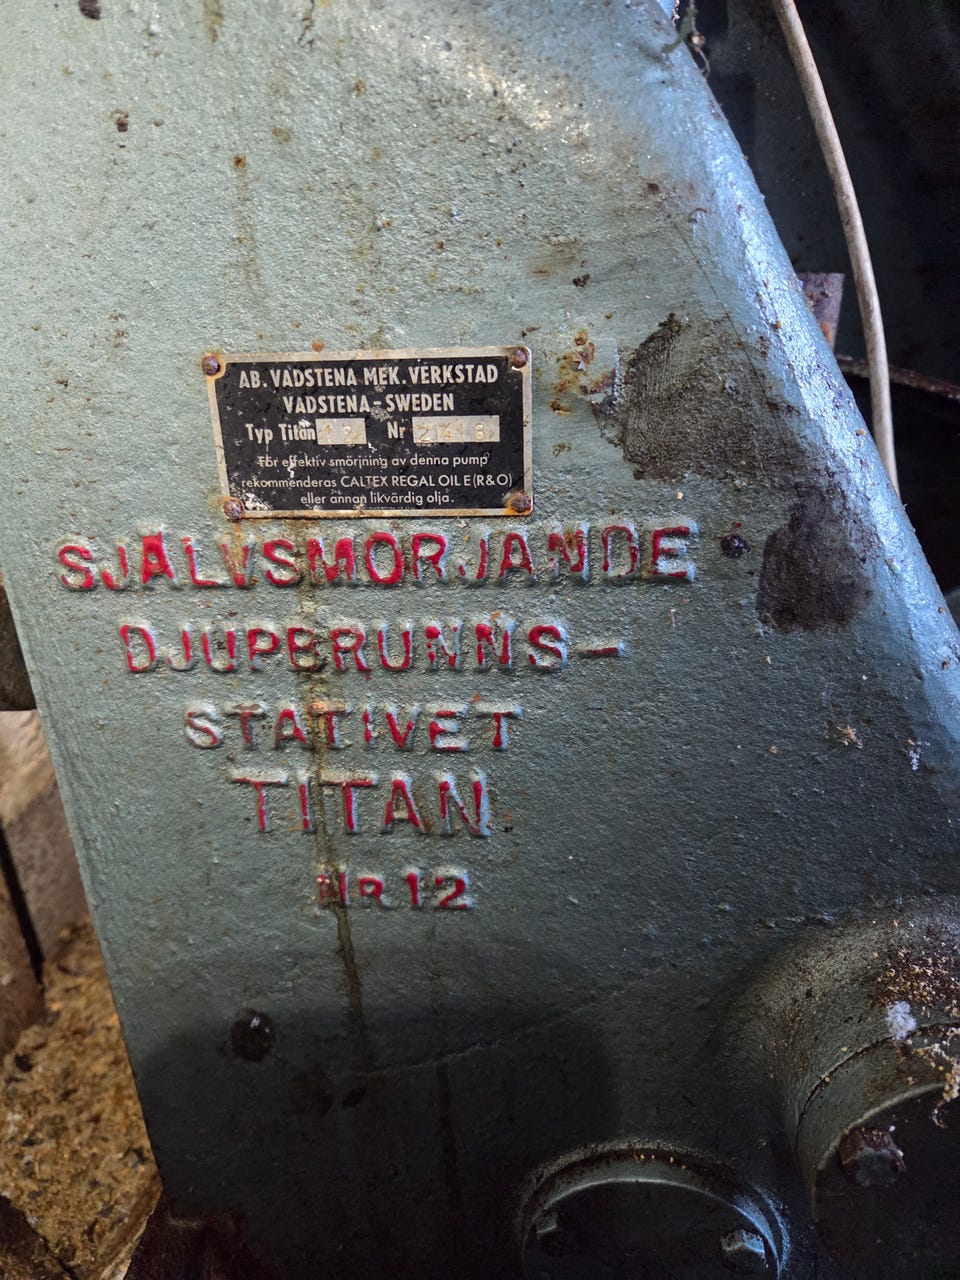 AB. VADSTENA MEK. VERKSTAD
VADSTENA - SWEDEN
Typ Titan 12 Nr 21418
För effektiv smörjning av denna pump
rekommenderas CALTEX REGAL OIL E (R&O)
eller annan likvärdig olja.
SJÄLVSMÖRJANDE
DJUPBRUNNS-
STATIVET
TITAN
NR 12